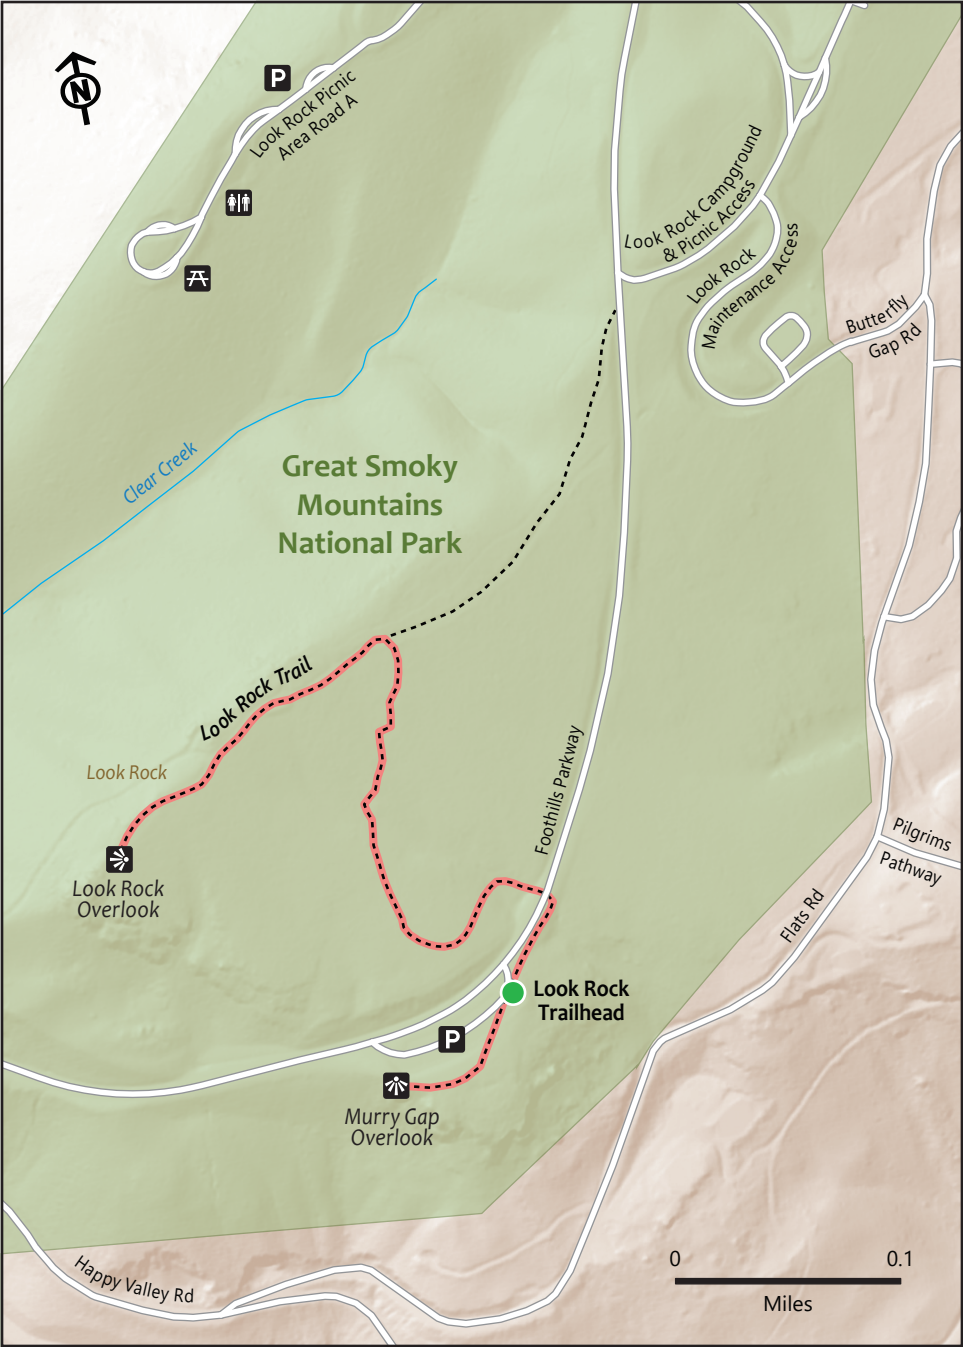 N
P
Look Rock Picnic
Area Road A
Look Rock Campground
& Picnic Access
Look Rock
Maintenance Access
Butterfly
Gap Rd
Clear Creek
Great Smoky
Mountains
National Park
Look Rock Trail
Look Rock
Look Rock
Overlook
Foothills Parkway
Pilgrims
Pathway
Flats Rd
Look Rock
Trailhead
P
Murry Gap
Overlook
Happy Valley Rd
0 0.1
Miles